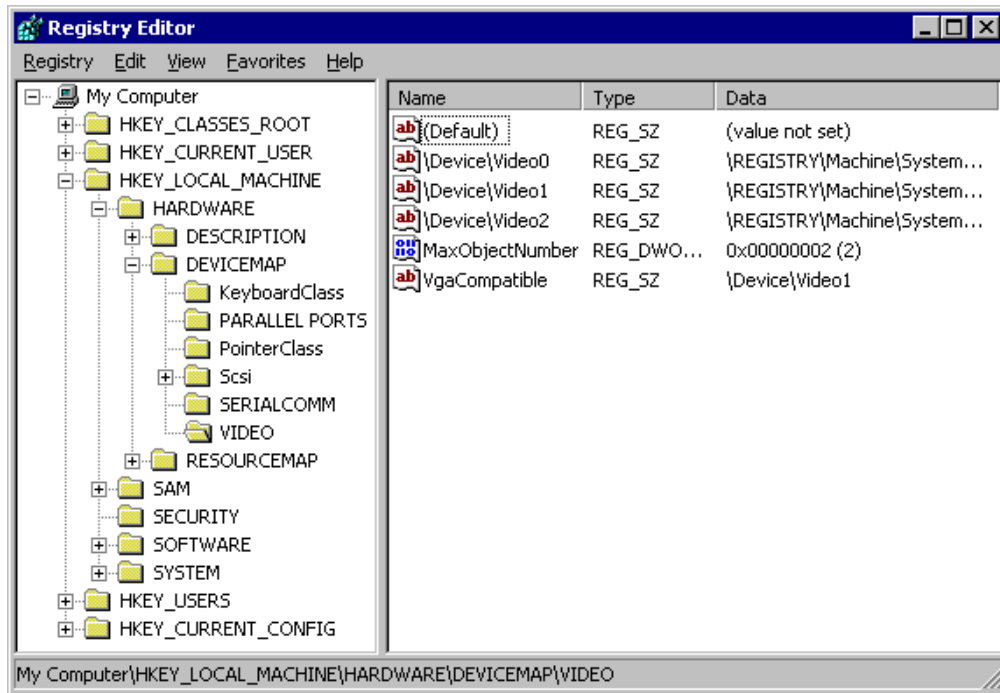 Registry Editor
Registry Edit View Favorites Help
My Computer
HKEY_CLASSES_ROOT
HKEY_CURRENT_USER
HKEY_LOCAL_MACHINE
HARDWARE
DESCRIPTION
DEVICEMAP
KeyboardClass
PARALLEL PORTS
PointerClass
Scsi
SERIALCOMM
VIDEO
RESOURCEMAP
SAM
SECURITY
SOFTWARE
SYSTEM
HKEY_USERS
HKEY_CURRENT_CONFIG
Name Type Data
(Default) REG_SZ (value not set)
\Device\Video0 REG_SZ \REGISTRY\Machine\System...
\Device\Video1 REG_SZ \REGISTRY\Machine\System...
\Device\Video2 REG_SZ \REGISTRY\Machine\System...
MaxObjectNumber REG_DWO... 0x00000002 (2)
VgaCompatible REG_SZ \Device\Video1
My Computer\HKEY_LOCAL_MACHINE\HARDWARE\DEVICEMAP\VIDEO